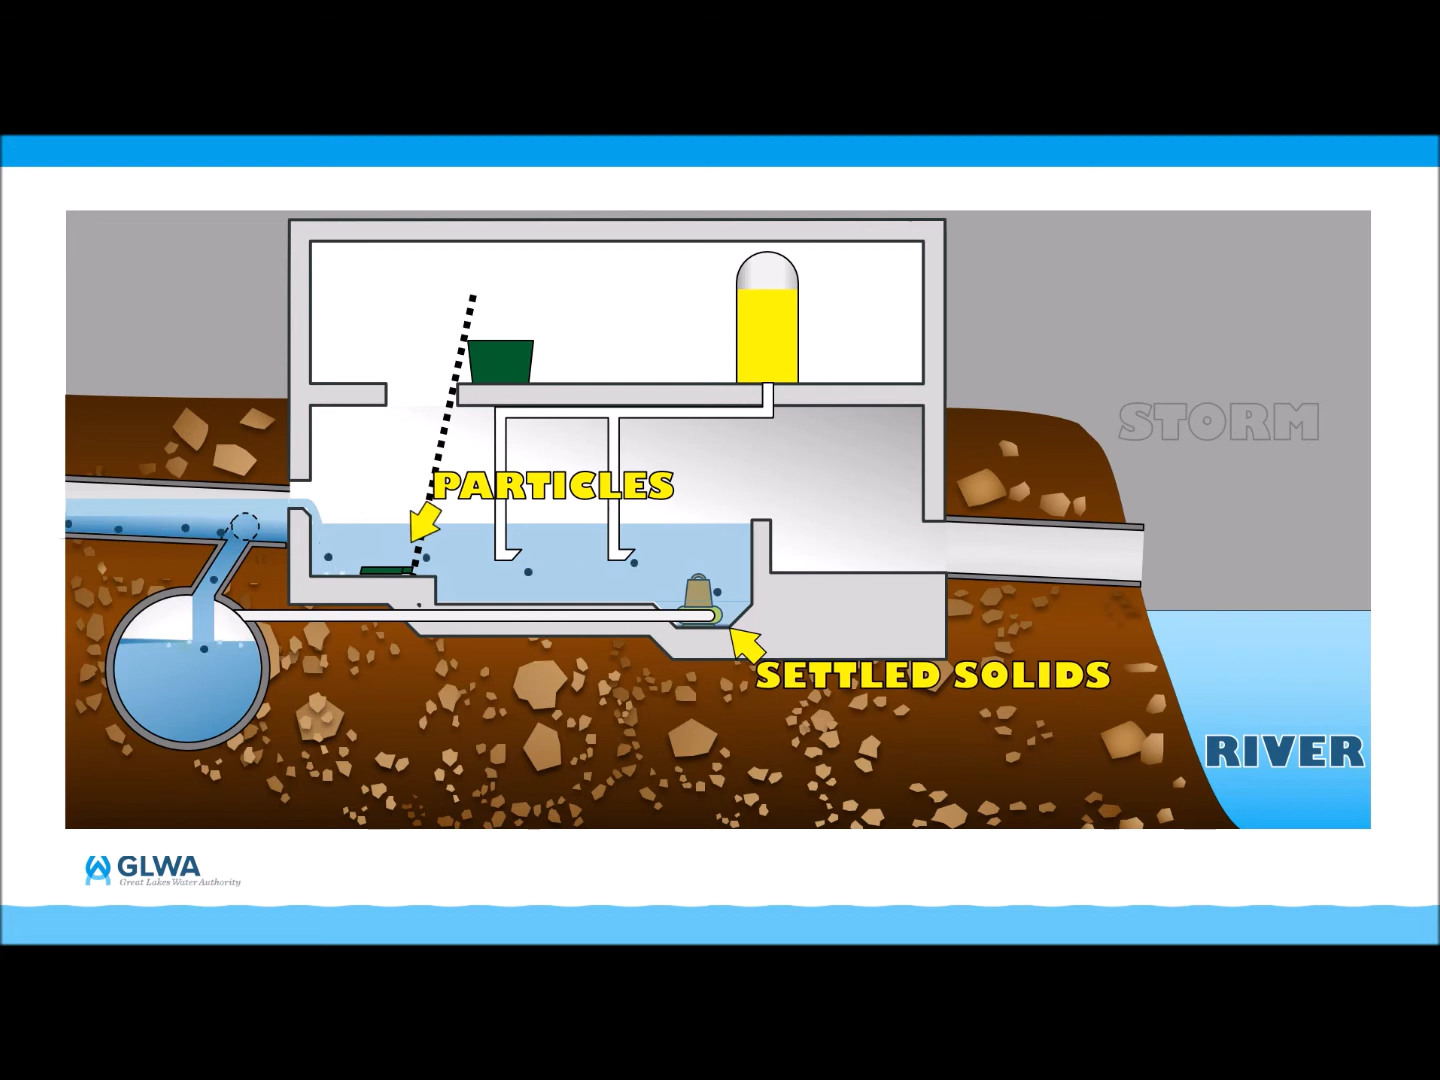 STORM
PARTICLES
SETTLED SOLIDS
RIVER
GLWA
Great Lakes Water Authority